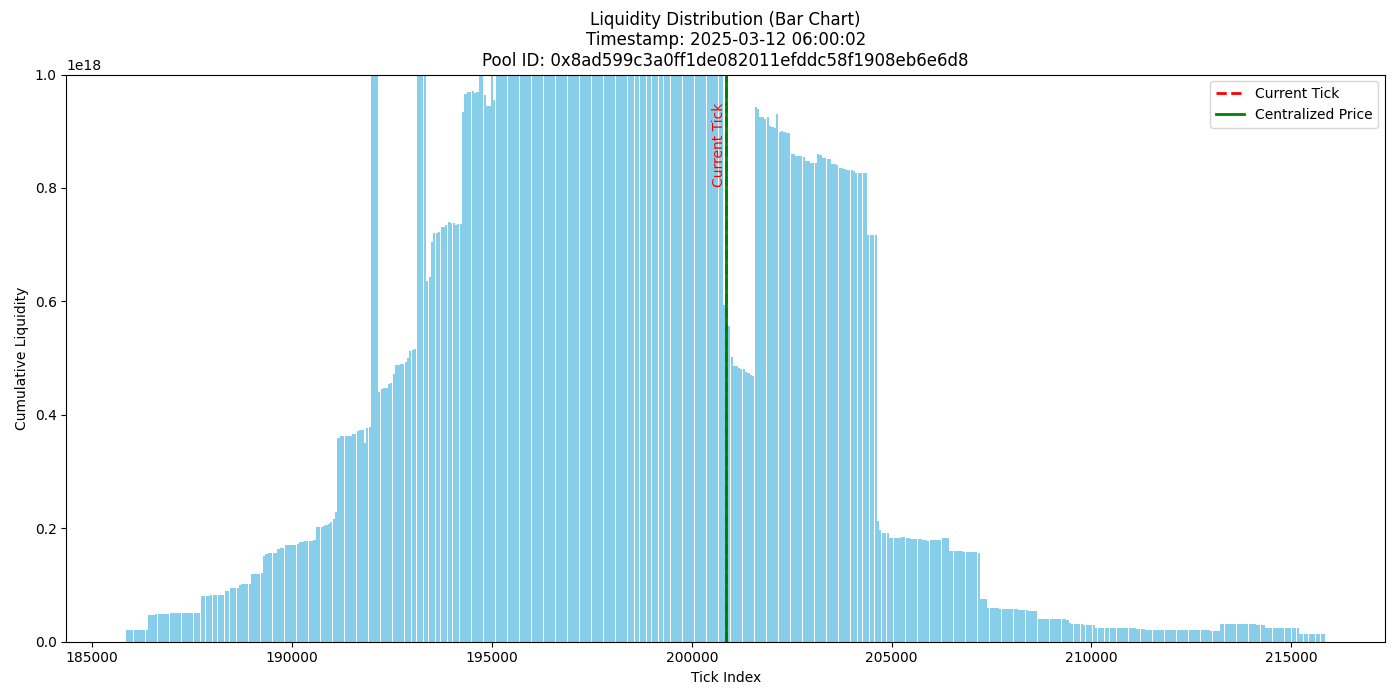 Liquidity Distribution (Bar Chart)
Timestamp: 2025-03-12 06:00:02
Pool ID: 0x8ad599c3a0ff1de082011efddc58f1908eb6e6d8
1e18
Current Tick
Centralized Price
Current Tick
Cumulative Liquidity
1.0
0.8
0.6
0.4
0.2
0.0
185000
190000
195000
200000
205000
210000
215000
Tick Index